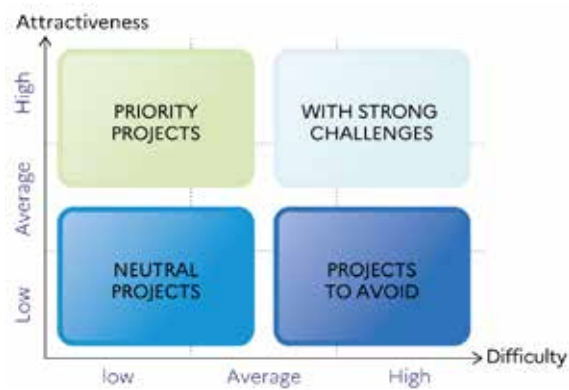 Attractiveness
High
Average
Low
PRIORITY
PROJECTS
WITH STRONG
CHALLENGES
NEUTRAL
PROJECTS
PROJECTS
TO AVOID
Difficulty
low
Average
High